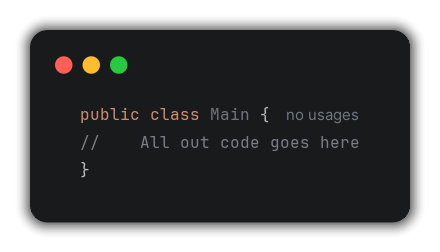 public class Main { no usages
//    All out code goes here
}